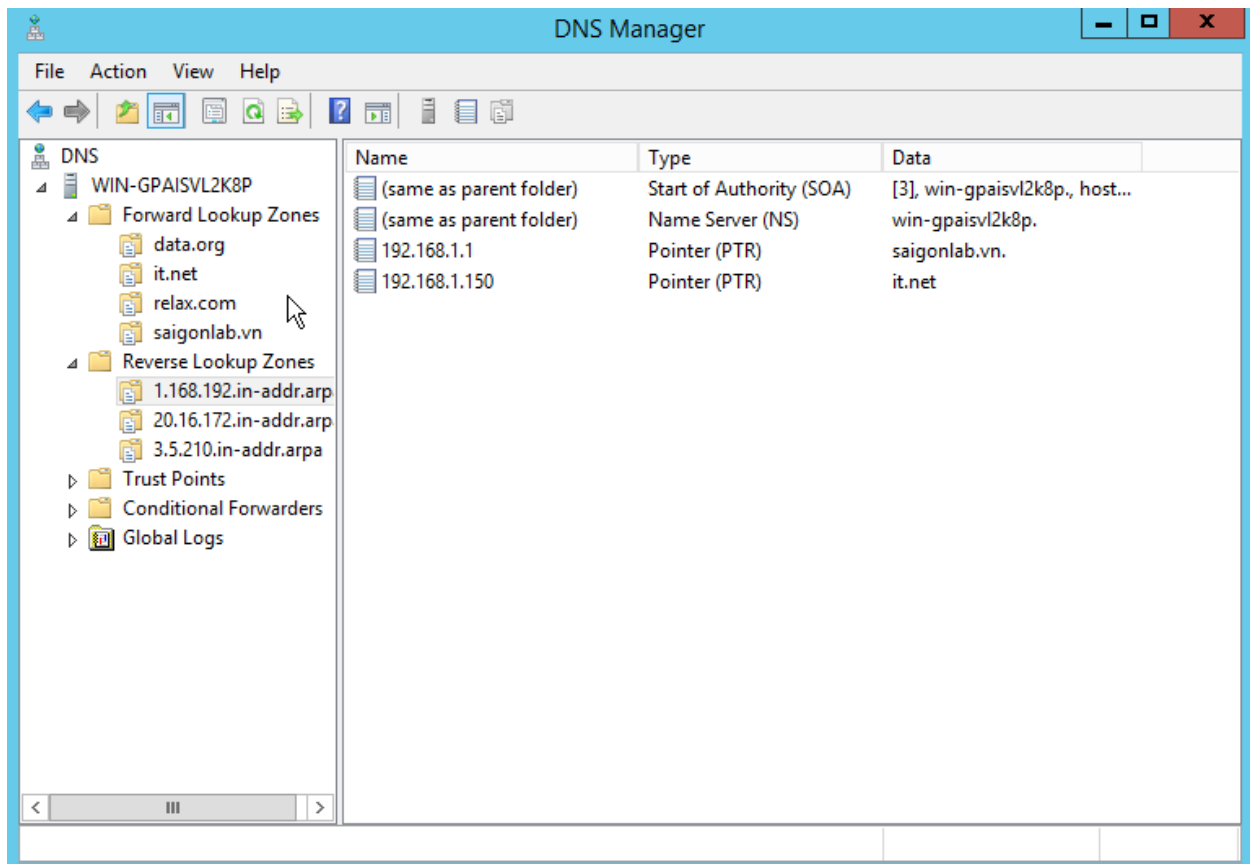 DNS Manager
File Action View Help
DNS
WIN-GPAISVL2K8P
Forward Lookup Zones
data.org
it.net
relax.com
saigonlab.vn
Reverse Lookup Zones
1.168.192.in-addr.arp
20.16.172.in-addr.arp
3.5.210.in-addr.arpa
Trust Points
Conditional Forwarders
Global Logs
Name Type Data
(same as parent folder) Start of Authority (SOA) [3], win-gpaisvl2k8p., host...
(same as parent folder) Name Server (NS) win-gpaisvl2k8p.
192.168.1.1 Pointer (PTR) saigonlab.vn.
192.168.1.150 Pointer (PTR) it.net